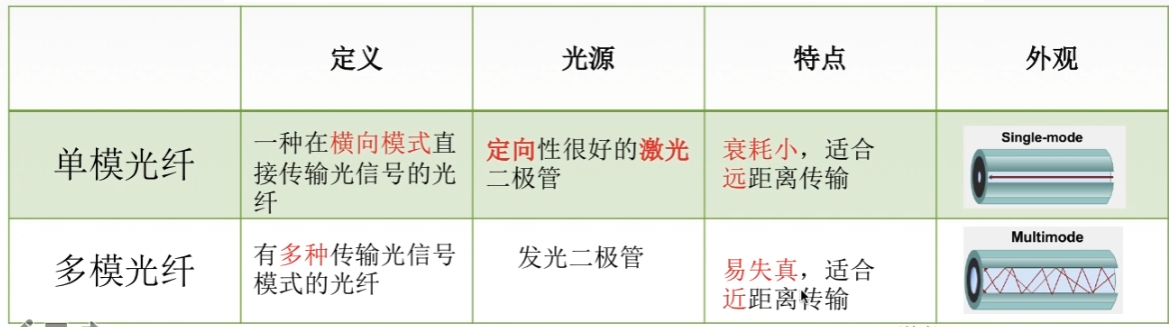 定义
光源
特点
外观
单模光纤
一种在横向模式直
接传输光信号的光
纤
定向性很好的激光
二极管
衰耗小，适合
远距离传输
Single-mode
多模光纤
有多种传输光信号
模式的光纤
发光二极管
易失真，适合
近距离传输
Multimode